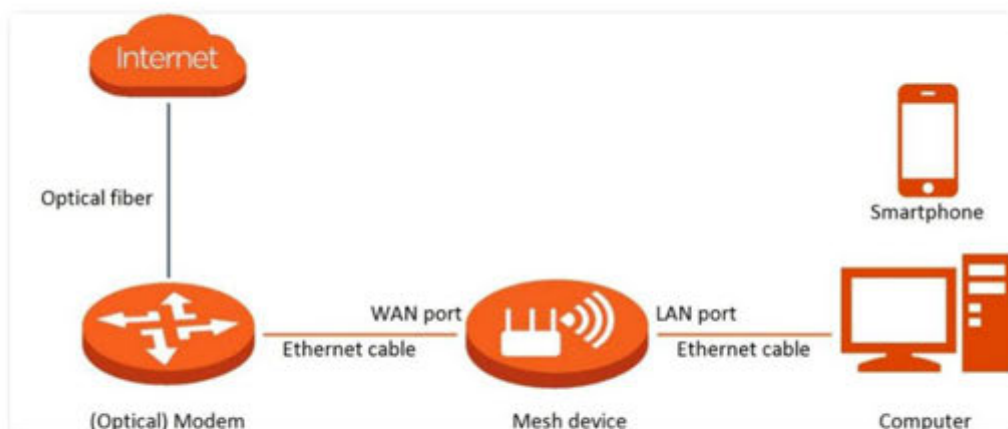 Internet
Optical fiber
Smartphone
WAN port
LAN port
Ethernet cable
Ethernet cable
(Optical) Modem
Mesh device
Computer